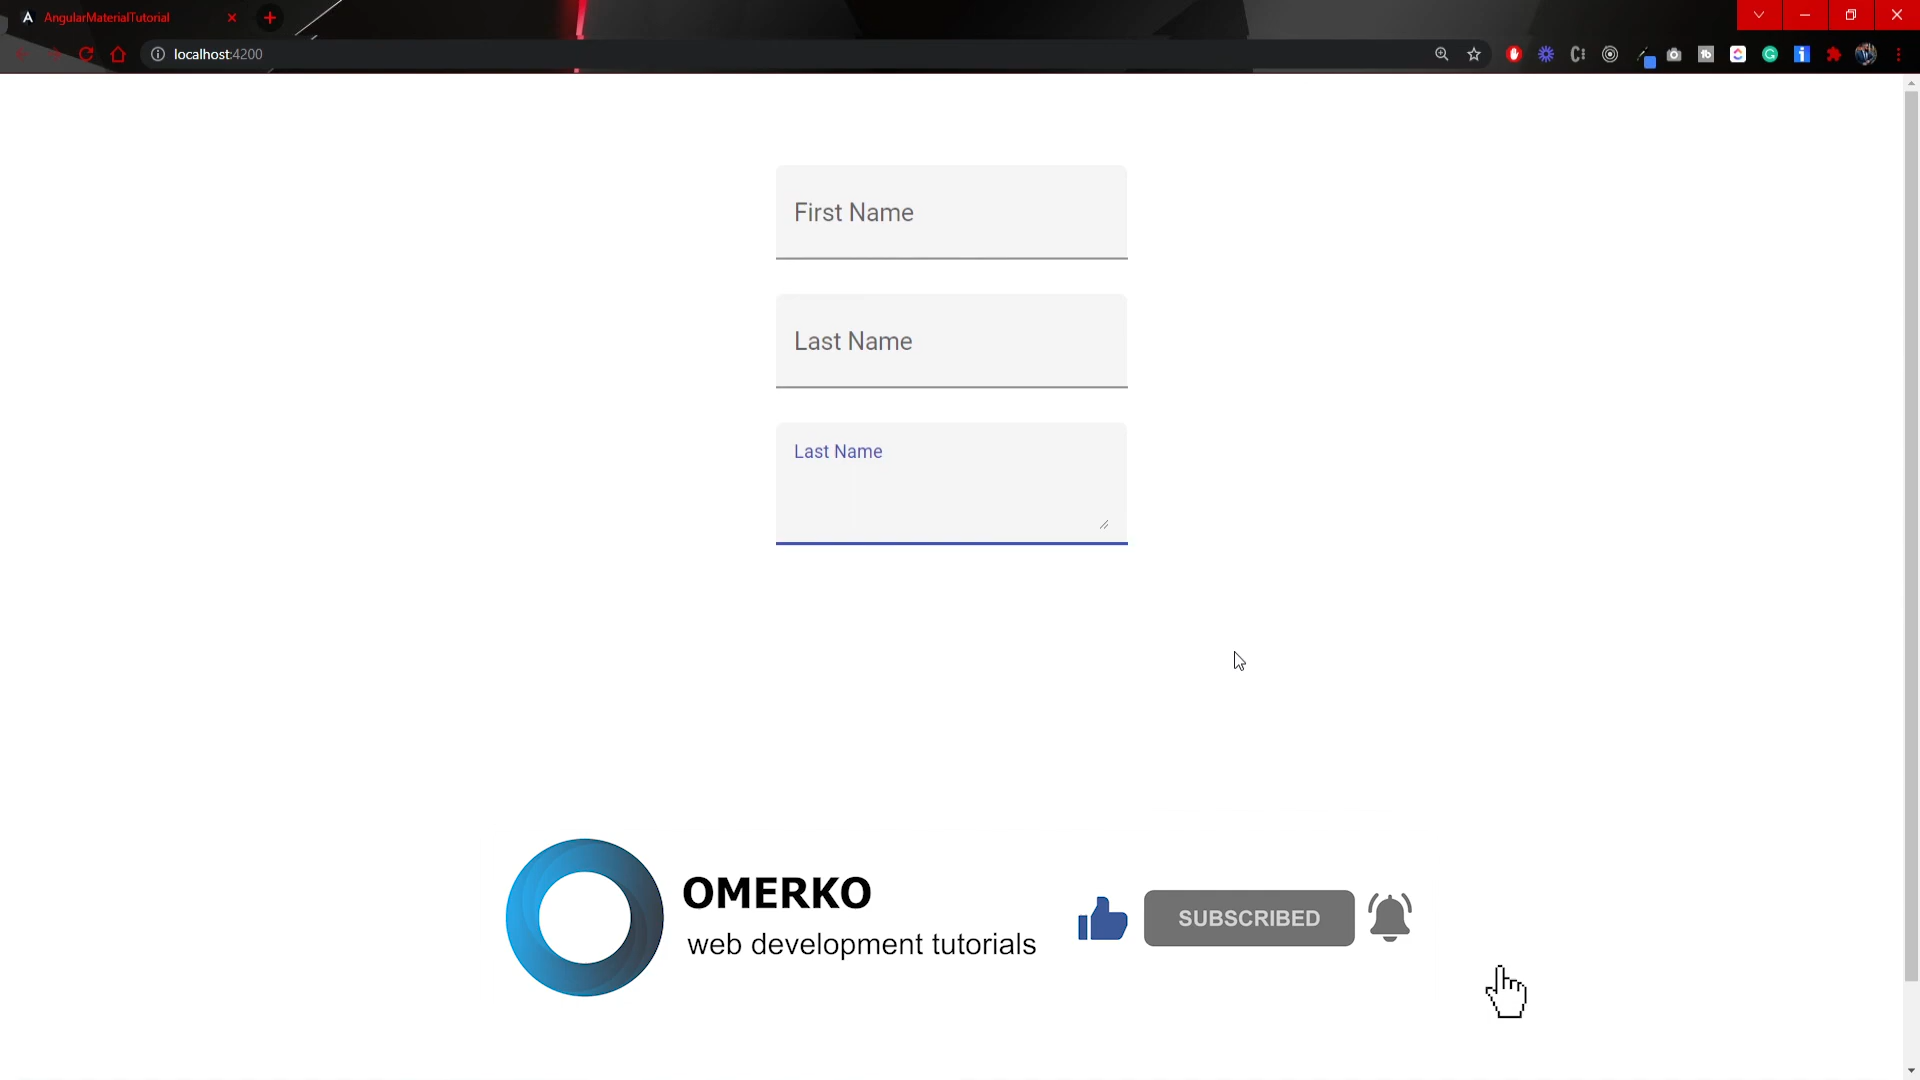 AngularMaterialTutorial
localhost:4200
First Name
Last Name
Last Name
OMERKO
web development tutorials
SUBSCRIBED